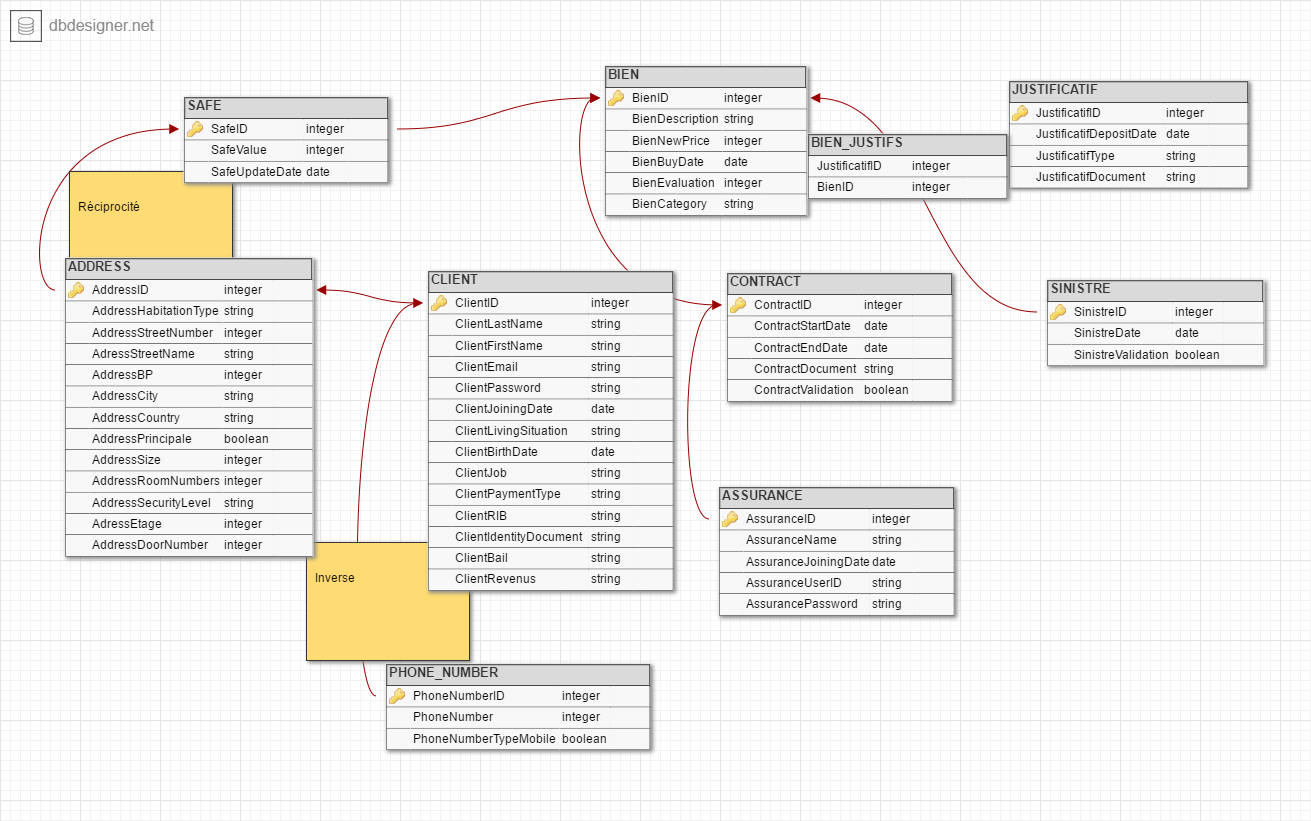 dbdesigner.net
SAFE
SafeID integer
SafeValue integer
SafeUpdateDate date
BIEN
BienID integer
BienDescription string
BienNewPrice integer
BienBuyDate date
BienEvaluation integer
BienCategory string
BIEN_JUSTIFS
JustificatifID integer
BienID integer
JUSTIFICATIF
JustificatifID integer
JustificatifDepositDate date
JustificatifType string
JustificatifDocument string
Réciprocité
ADDRESS
AddressID integer
AddressHabitationType string
AddressStreetNumber integer
AdressStreetName string
AddressBP integer
AddressCity string
AddressCountry string
AddressPrincipale boolean
AddressSize integer
AddressRoomNumbers integer
AddressSecurityLevel string
AdressEtage integer
AddressDoorNumber integer
CLIENT
ClientID integer
ClientLastName string
ClientFirstName string
ClientEmail string
ClientPassword string
ClientJoiningDate date
ClientLivingSituation string
ClientBirthDate date
ClientJob string
ClientPaymentType string
ClientRIB string
ClientIdentityDocument string
ClientBail string
ClientRevenus string
CONTRACT
ContractID integer
ContractStartDate date
ContractEndDate date
ContractDocument string
ContractValidation boolean
SINISTRE
SinistreID integer
SinistreDate date
SinistreValidation boolean
ASSURANCE
AssuranceID integer
AssuranceName string
AssuranceJoiningDate date
AssuranceUserID string
AssurancePassword string
Inverse
PHONE_NUMBER
PhoneNumberID integer
PhoneNumber integer
PhoneNumberTypeMobile boolean